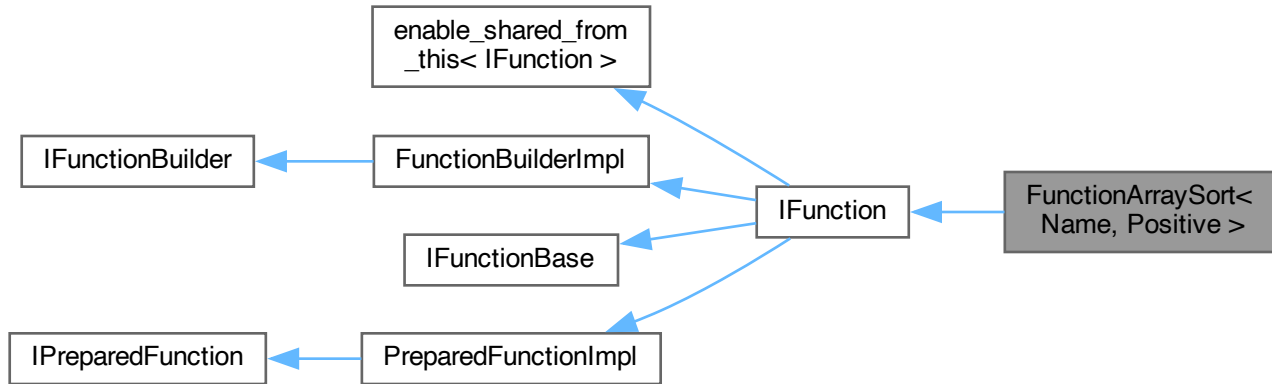 enable_shared_from
_this< IFunction >
IFunctionBuilder
FunctionBuilderImpl
IFunction
FunctionArraySort<
Name, Positive >
IFunctionBase
IPreparedFunction
PreparedFunctionImpl